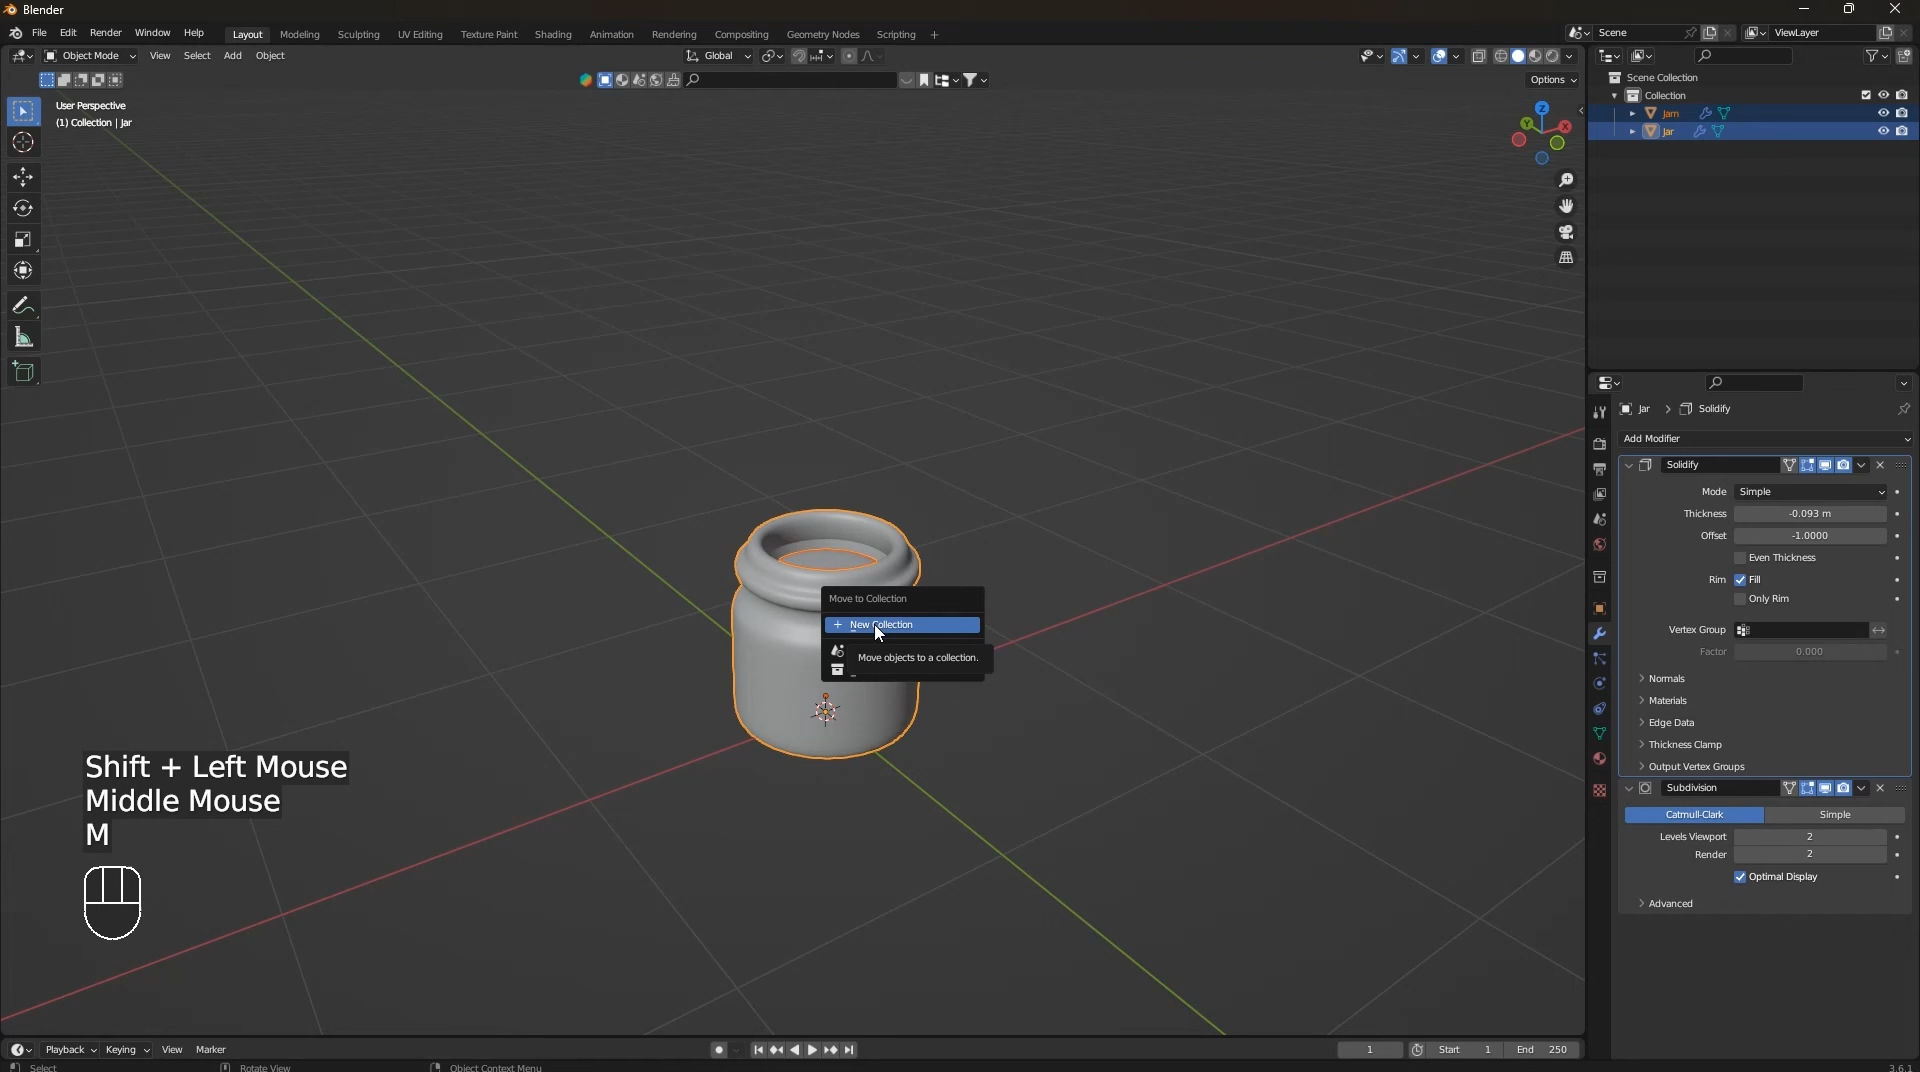 Blender
File Edit Render Window Help Layout Modeling Sculpting UV Editing Texture Paint Shading Animation Rendering Compositing Geometry Nodes Scripting + Scene ViewLayer
Object Mode View Select Add Object Global
Options
User Perspective
(1) Collection | Jar
Z
Y
X
Scene Collection
Collection
Jam
Jar
Jar > Solidify
Add Modifier
Solidify
Mode Simple
Thickness -0.093 m
Offset -1.0000
Even Thickness
Rim Fill
Only Rim
Vertex Group
Factor 0.000
Normals
Materials
Edge Data
Thickness Clamp
Output Vertex Groups
Subdivision
Catmull-Clark Simple
Levels Viewport 2
Render 2
Optimal Display
Advanced
Move to Collection
+ New Collection
Move objects to a collection.
Shift + Left Mouse
Middle Mouse
M
Playback Keying View Marker 1 Start 1 End 250
Select Rotate View Object Context Menu 3.6.1